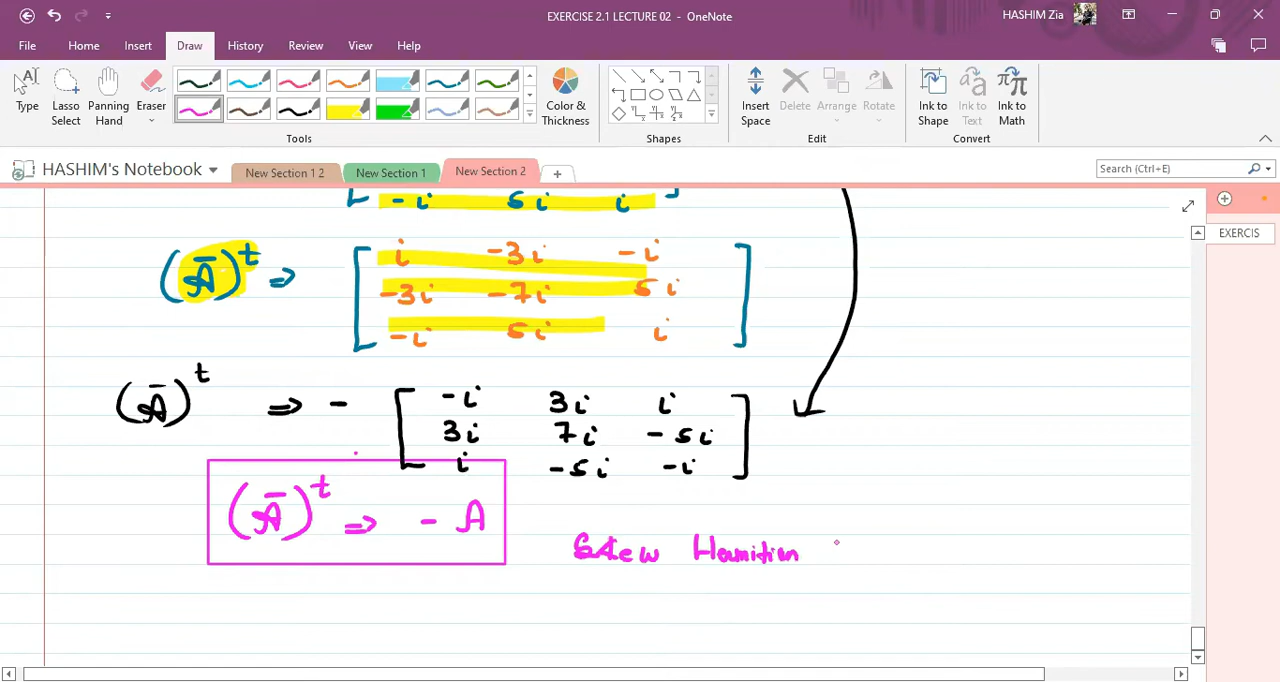 EXERCISE 2.1 LECTURE 02 - OneNote
HASHIM Zia
File Home Insert Draw History Review View Help
Type
Lasso Select
Panning Hand
Eraser
Color & Thickness
Insert Space
Delete
Arrange
Rotate
Ink to Shape
Ink to Text
Ink to Math
Tools
Shapes
Edit
Convert
HASHIM's Notebook
New Section 1 2
New Section 1
New Section 2
Search (Ctrl+E)
EXERCIS
-i 5i i
(Ā)^t ⇒ [ i -3i -i
-3i -7i 5i
-i 5i i ]
(Ā)^t ⇒ - [ -i 3i i
3i 7i -5i
i -5i -i ]
(Ā)^t ⇒ - A
Skew Hermitian